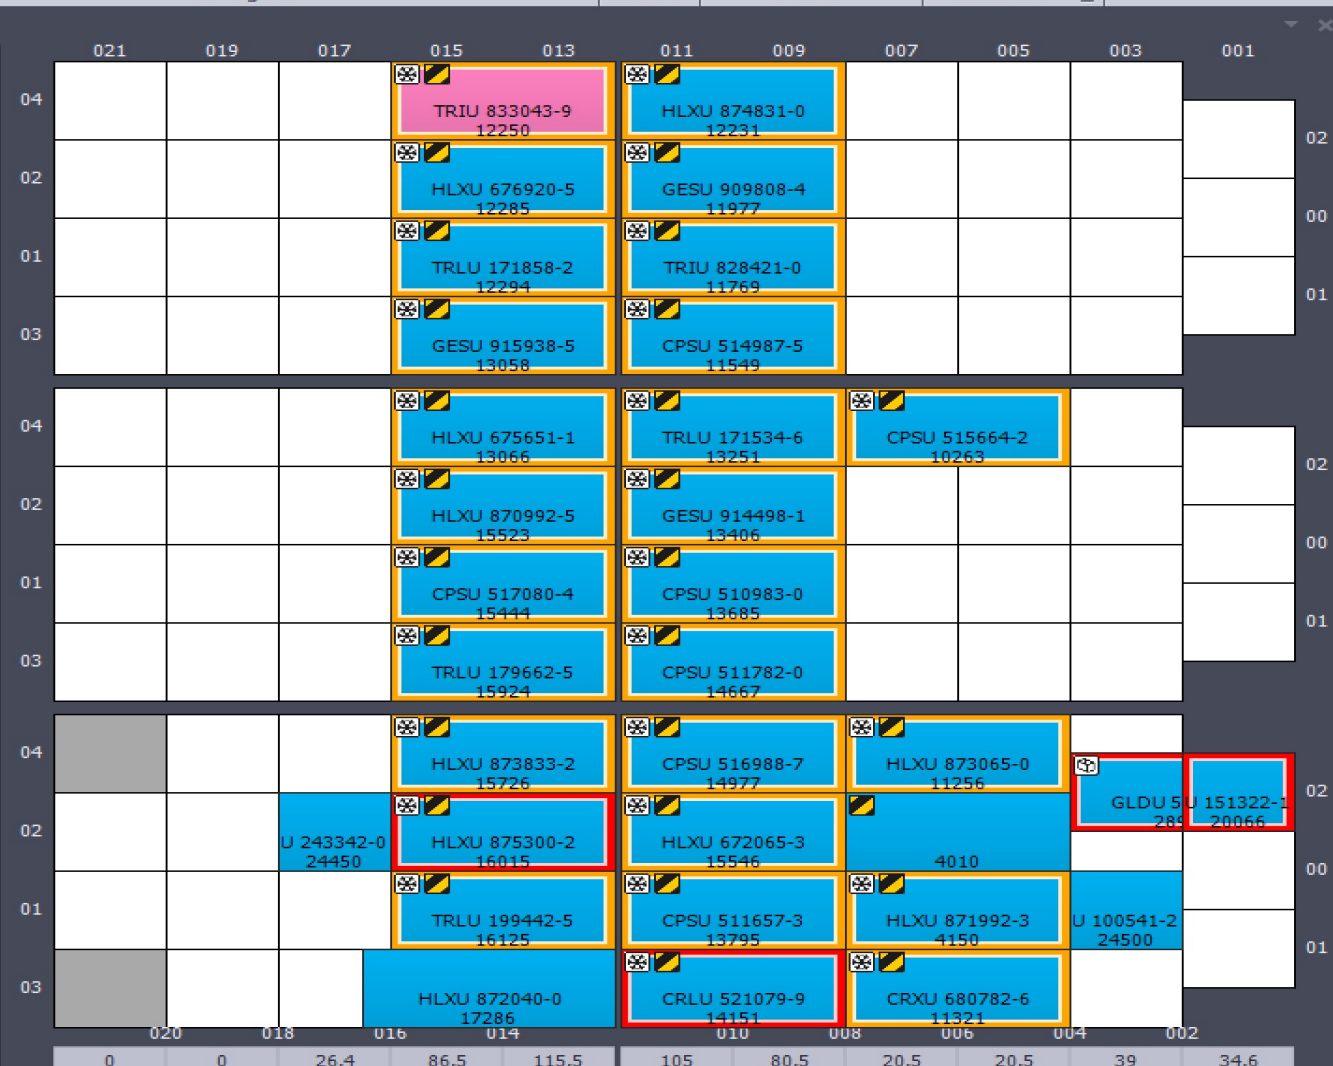 021 019 017 015 013 011 009 007 005 003 001
04
TRIU 833043-9 HLXU 874831-0
12250 12231
02
02
HLXU 676920-5 GESU 909808-4
12285 11977
00
01
TRLU 171858-2 TRIU 828421-0
12294 11769
01
03
GESU 915938-5 CPSU 514987-5
13058 11549
04
HLXU 675651-1 TRLU 171534-6 CPSU 515664-2
13066 13251 10263
02
02
HLXU 870992-5 GESU 914498-1
15523 13406
00
01
CPSU 517080-4 CPSU 510983-0
15444 13685
01
03
TRLU 179662-5 CPSU 511782-0
15924 14667
04
HLXU 873833-2 CPSU 516988-7 HLXU 873065-0
15726 14977 11256
02
GLDU 5 U 151322-1
289 20066
02
U 243342-0 HLXU 875300-2 HLXU 672065-3
24450 16015 15546 4010
00
01
TRLU 199442-5 CPSU 511657-3 HLXU 871992-3 U 100541-2
16125 13795 4150 24500
01
03
HLXU 872040-0 CRLU 521079-9 CRXU 680782-6
17286 14151 11321
020 018 016 014 010 008 006 004 002
0 0 26,4 86,5 115,5 105 80,5 20,5 20,5 39 34,6